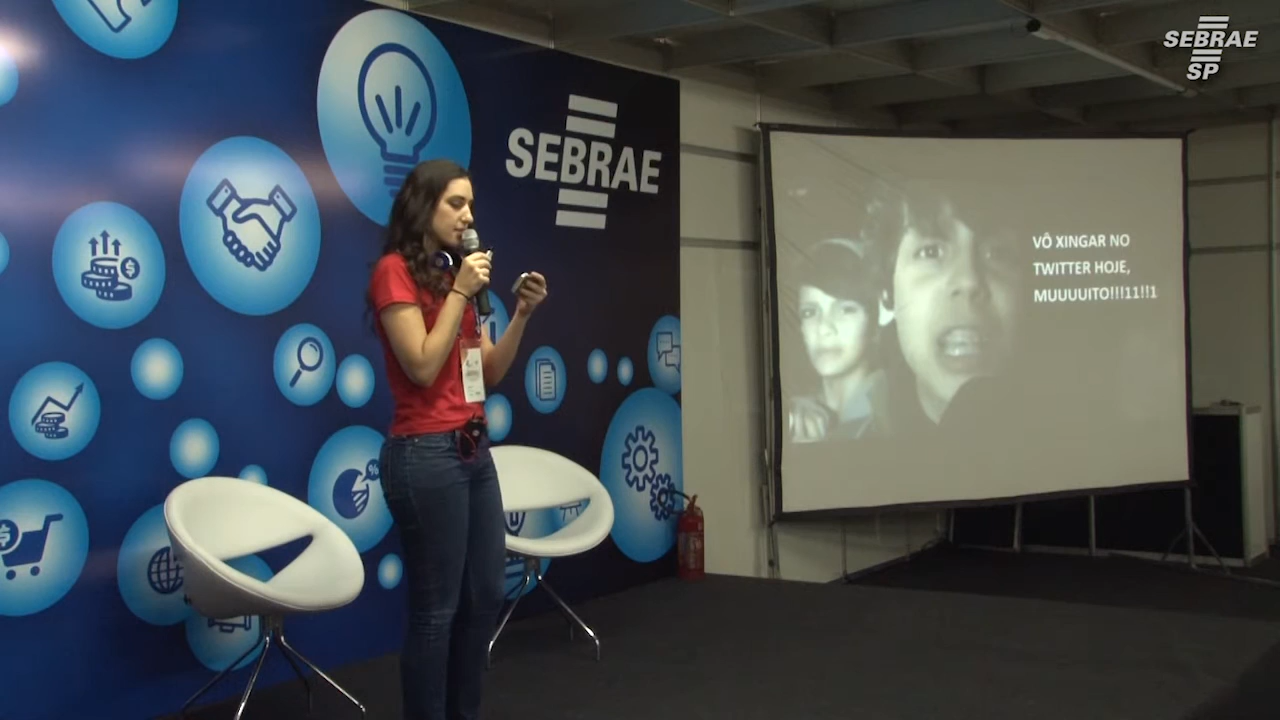 SEBRAE
SP
SEBRAE
VÔ XINGAR NO
TWITTER HOJE,
MUUUUITO!!!11!!1